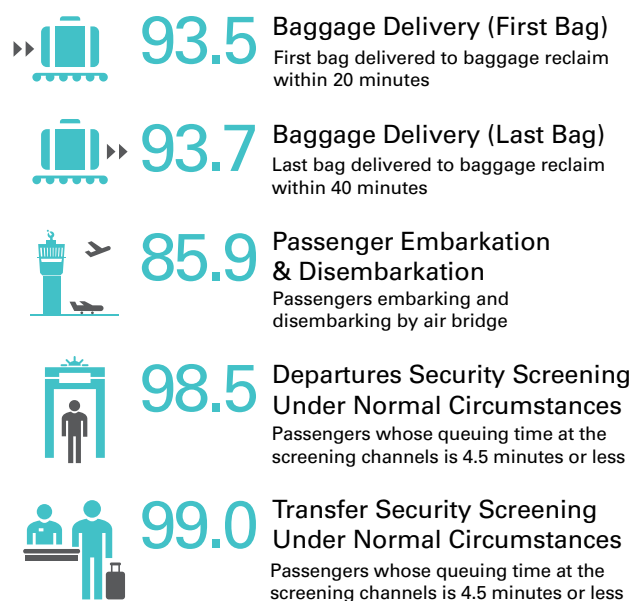 93.5
Baggage Delivery (First Bag)
First bag delivered to baggage reclaim
within 20 minutes
93.7
Baggage Delivery (Last Bag)
Last bag delivered to baggage reclaim
within 40 minutes
85.9
Passenger Embarkation
& Disembarkation
Passengers embarking and
disembarking by air bridge
98.5
Departures Security Screening
Under Normal Circumstances
Passengers whose queuing time at the
screening channels is 4.5 minutes or less
99.0
Transfer Security Screening
Under Normal Circumstances
Passengers whose queuing time at the
screening channels is 4.5 minutes or less